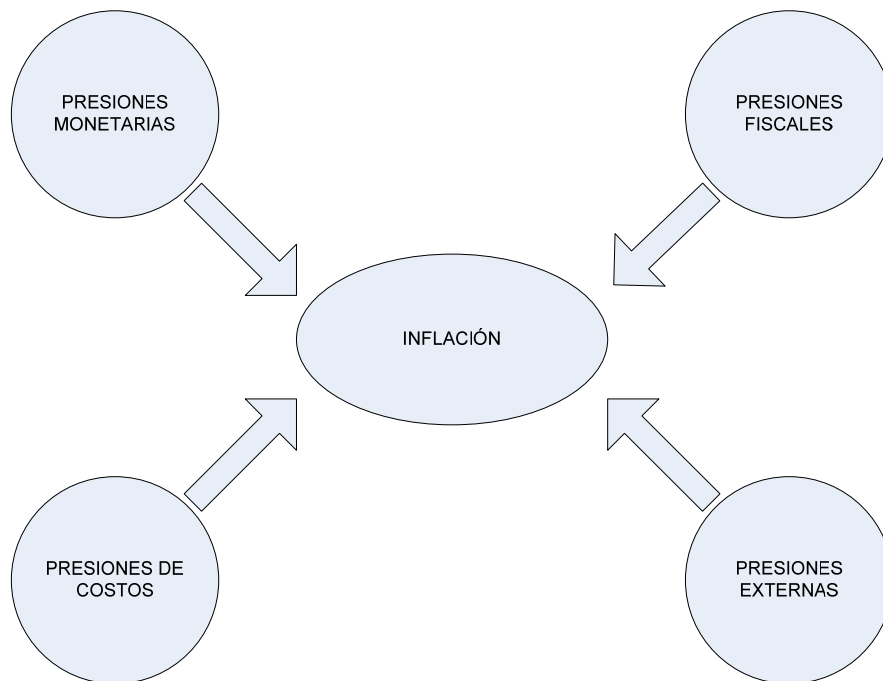 PRESIONES
MONETARIAS
PRESIONES
FISCALES
INFLACIÓN
PRESIONES DE
COSTOS
PRESIONES
EXTERNAS